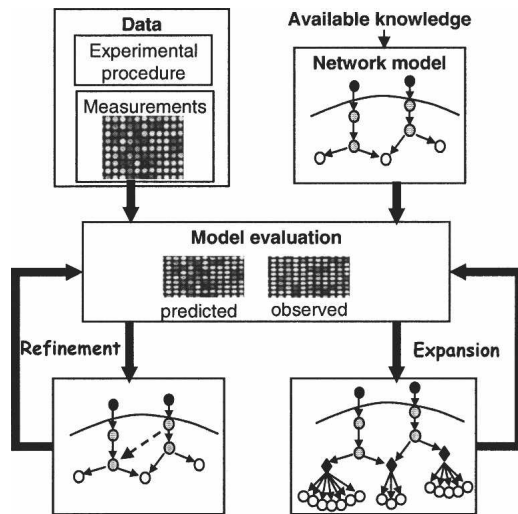 Data
Experimental
procedure
Measurements
Available knowledge
Network model
Model evaluation
predicted
observed
Refinement
Expansion